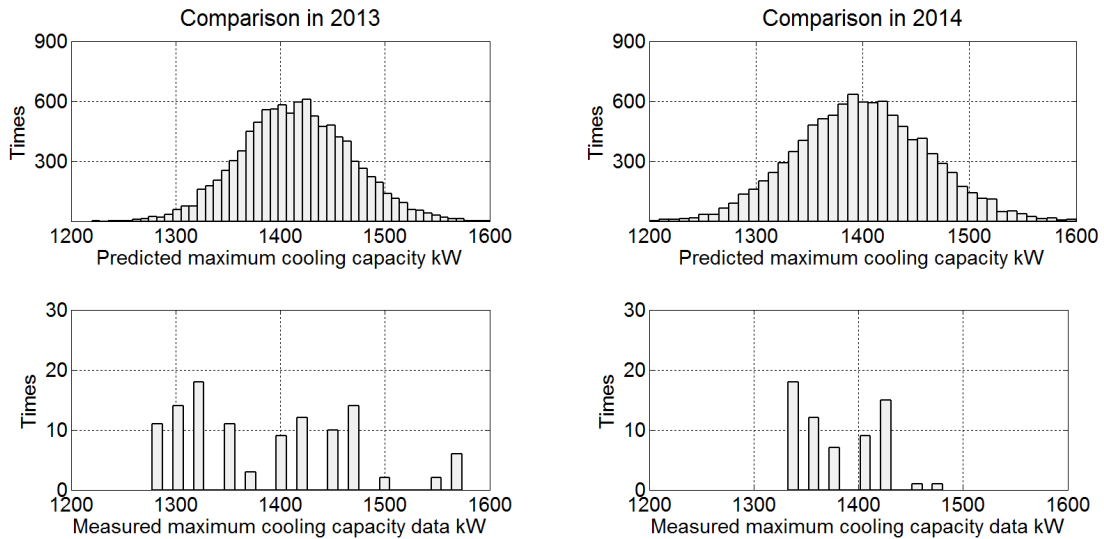 Comparison in 2013
900
600
300
Times
1200 1300 1400 1500 1600
Predicted maximum cooling capacity kW
Comparison in 2014
900
600
300
Times
1200 1300 1400 1500 1600
Predicted maximum cooling capacity kW
30
20
10
0
Times
1200 1300 1400 1500 1600
Measured maximum cooling capacity data kW
30
20
10
0
Times
1200 1300 1400 1500 1600
Measured maximum cooling capacity data kW